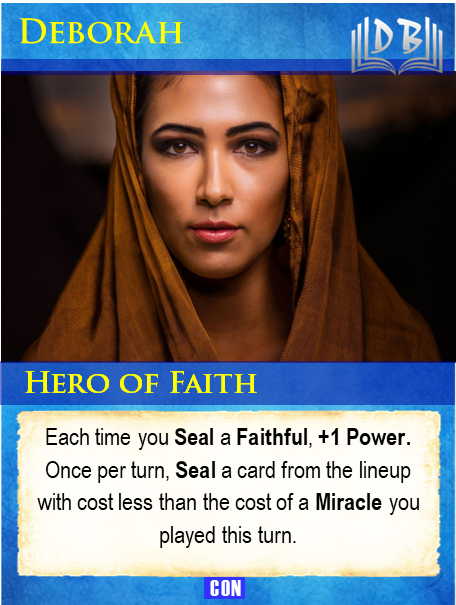 DEBORAH
DB
HERO OF FAITH
Each time you Seal a Faithful, +1 Power.
Once per turn, Seal a card from the lineup
with cost less than the cost of a Miracle you
played this turn.
CON